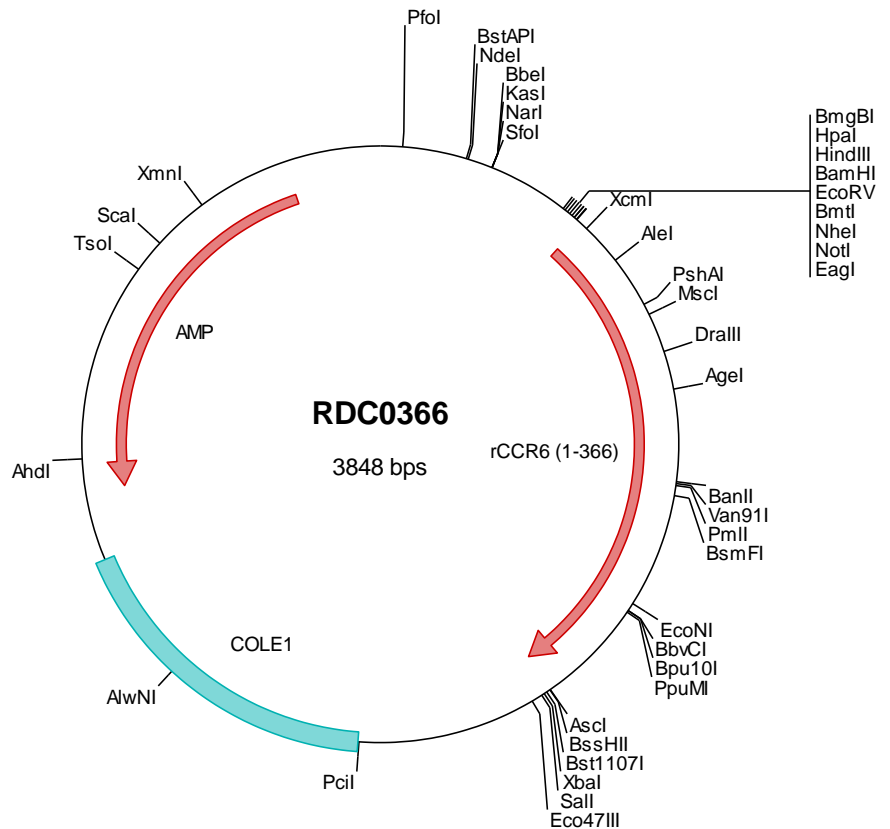 PfoI
BstAPI
NdeI
BbeI
KasI
NarI
SfoI
BmgBI
HpaI
HindIII
BamHI
EcoRV
BmtI
NheI
NotI
EagI
XcmI
AleI
PshAI
MscI
DraIII
AgeI
XmnI
ScaI
TsoI
AMP
RDC0366
3848 bps
rCCR6 (1-366)
AhdI
BanII
Van91I
PmlI
BsmFI
EcoNI
BbvCI
Bpu10I
PpuMI
COLE1
AlwNI
PciI
AscI
BssHII
Bst1107I
XbaI
SalI
Eco47III